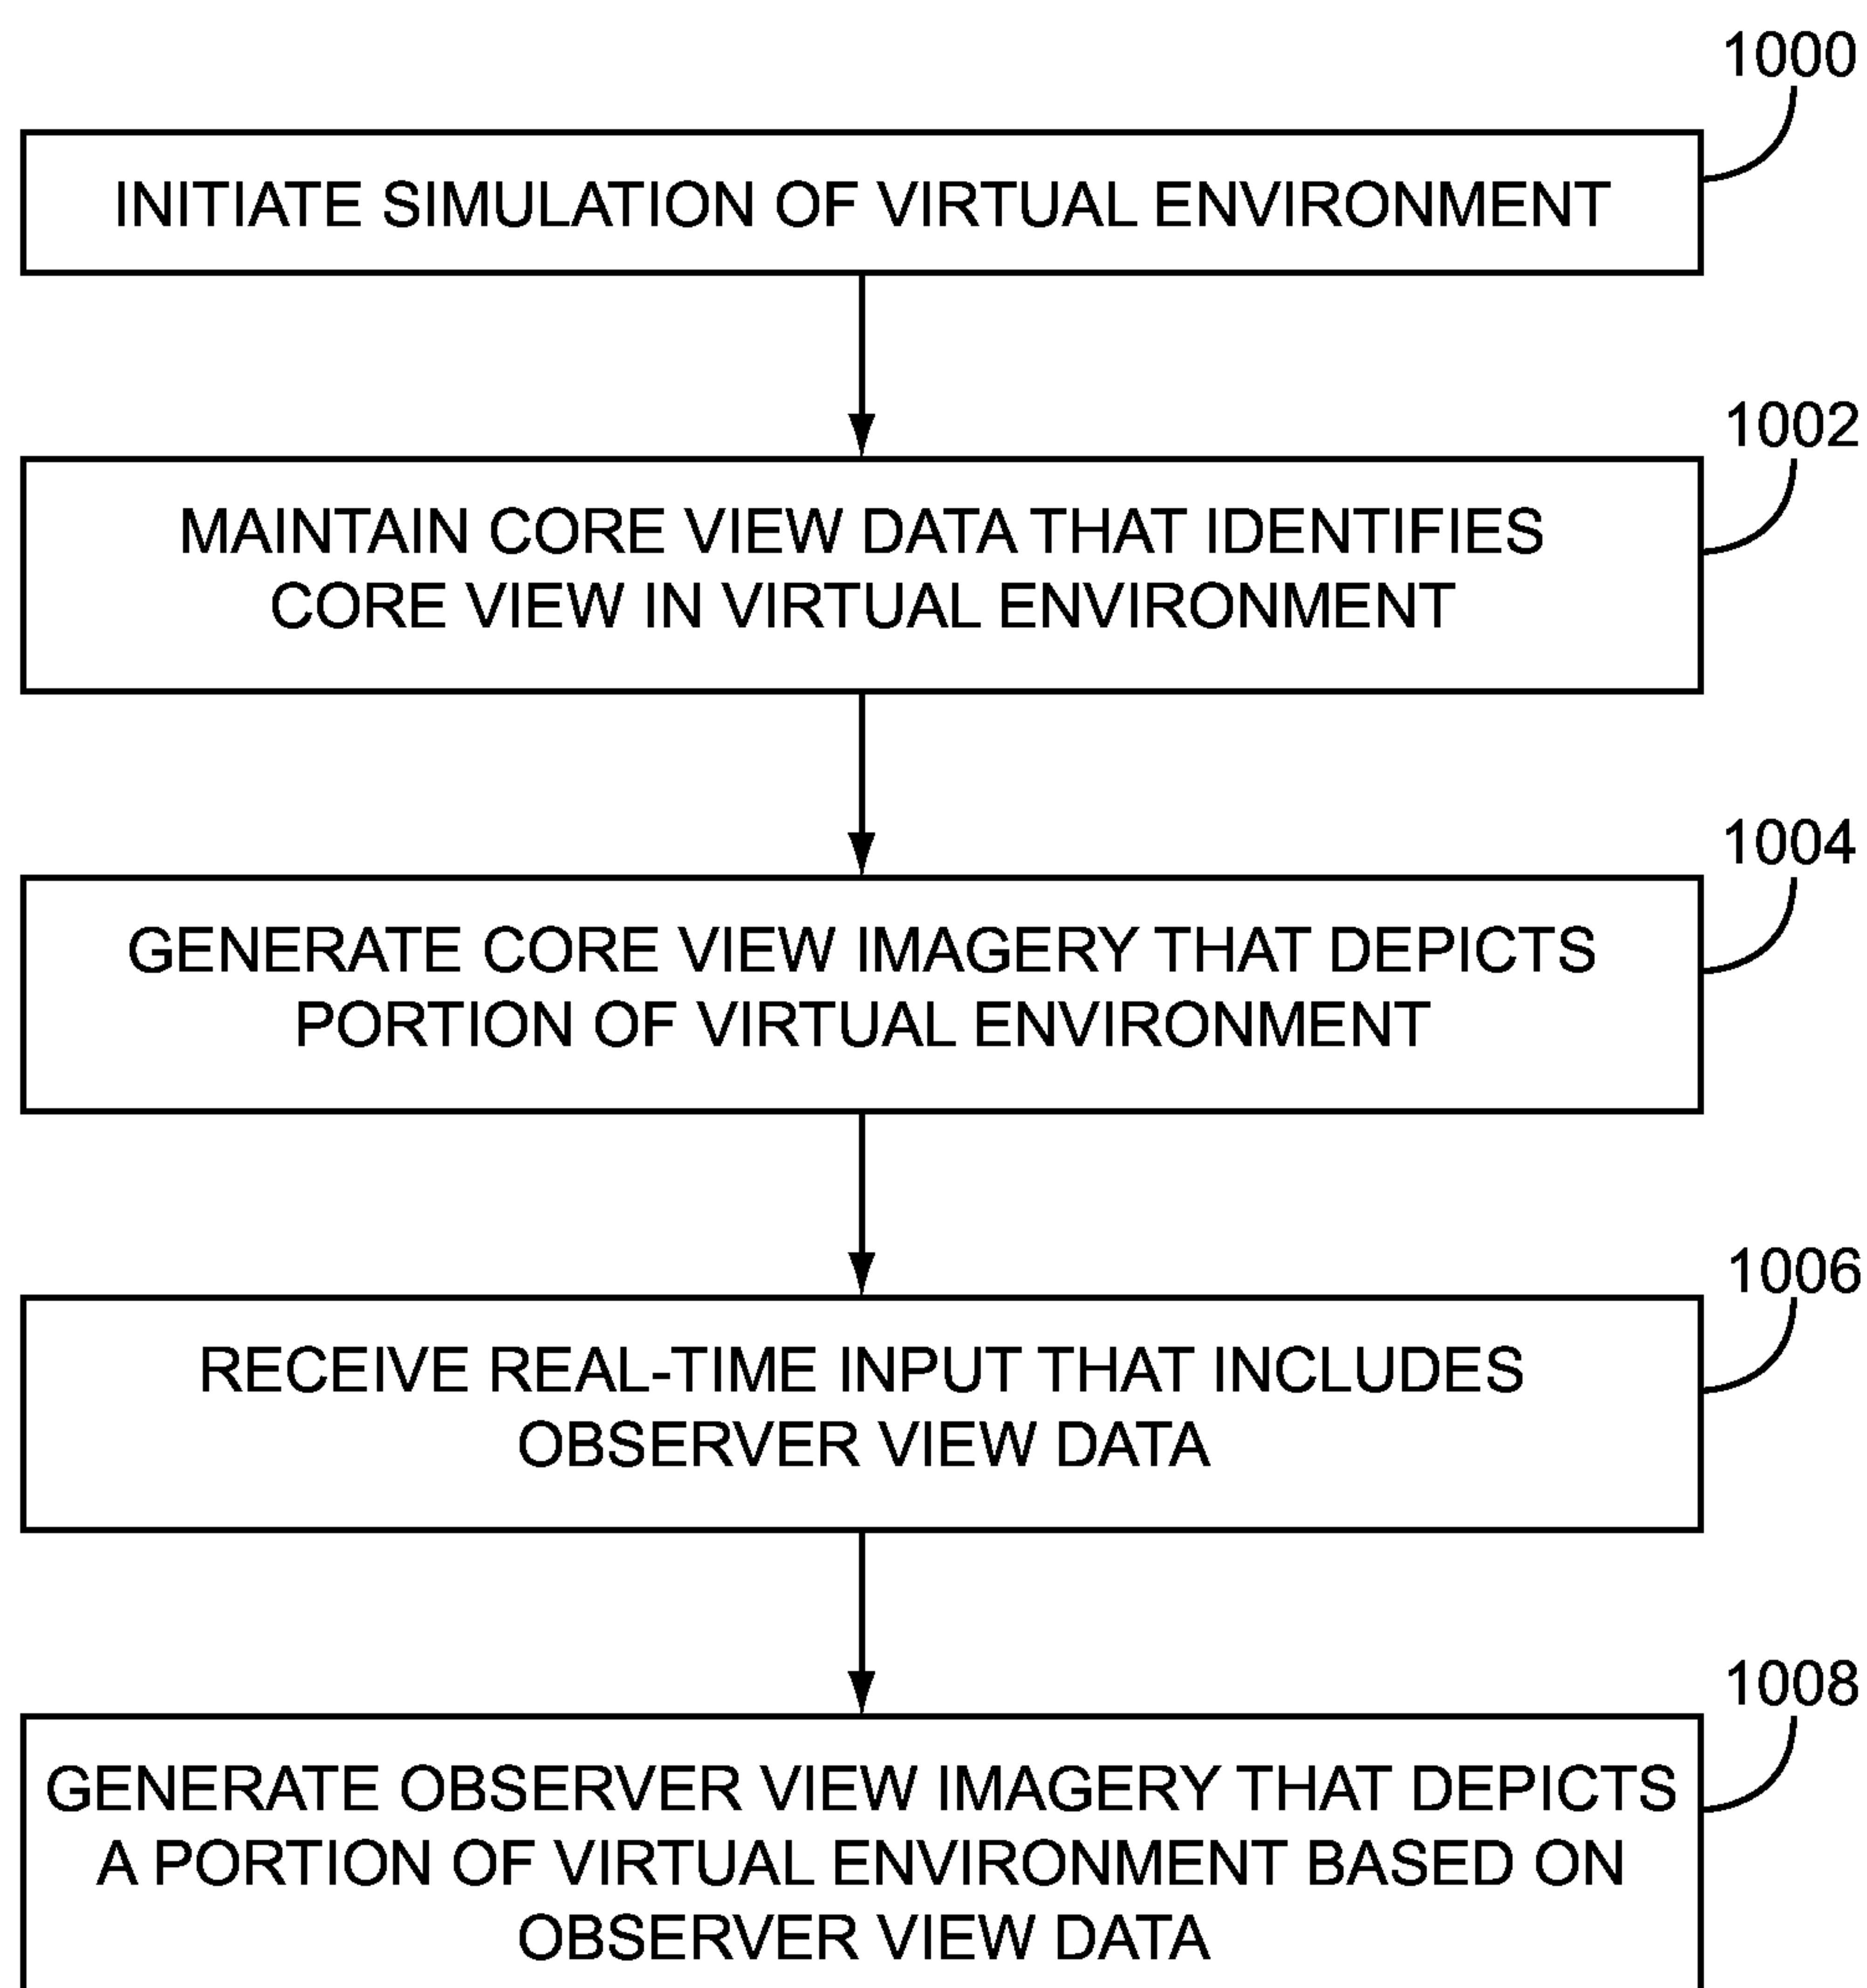 1000
INITIATE SIMULATION OF VIRTUAL ENVIRONMENT
1002
MAINTAIN CORE VIEW DATA THAT IDENTIFIES
CORE VIEW IN VIRTUAL ENVIRONMENT
1004
GENERATE CORE VIEW IMAGERY THAT DEPICTS
PORTION OF VIRTUAL ENVIRONMENT
1006
RECEIVE REAL-TIME INPUT THAT INCLUDES
OBSERVER VIEW DATA
1008
GENERATE OBSERVER VIEW IMAGERY THAT DEPICTS
A PORTION OF VIRTUAL ENVIRONMENT BASED ON
OBSERVER VIEW DATA